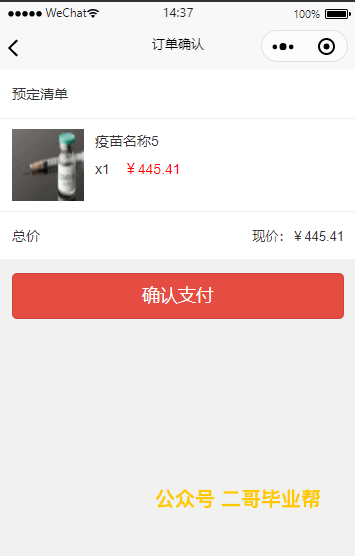 ●●●●● WeChat 14:37 100%
订单确认
预定清单
疫苗名称5
x1 ￥445.41
总价 现价：￥445.41
确认支付
公众号 二哥毕业帮